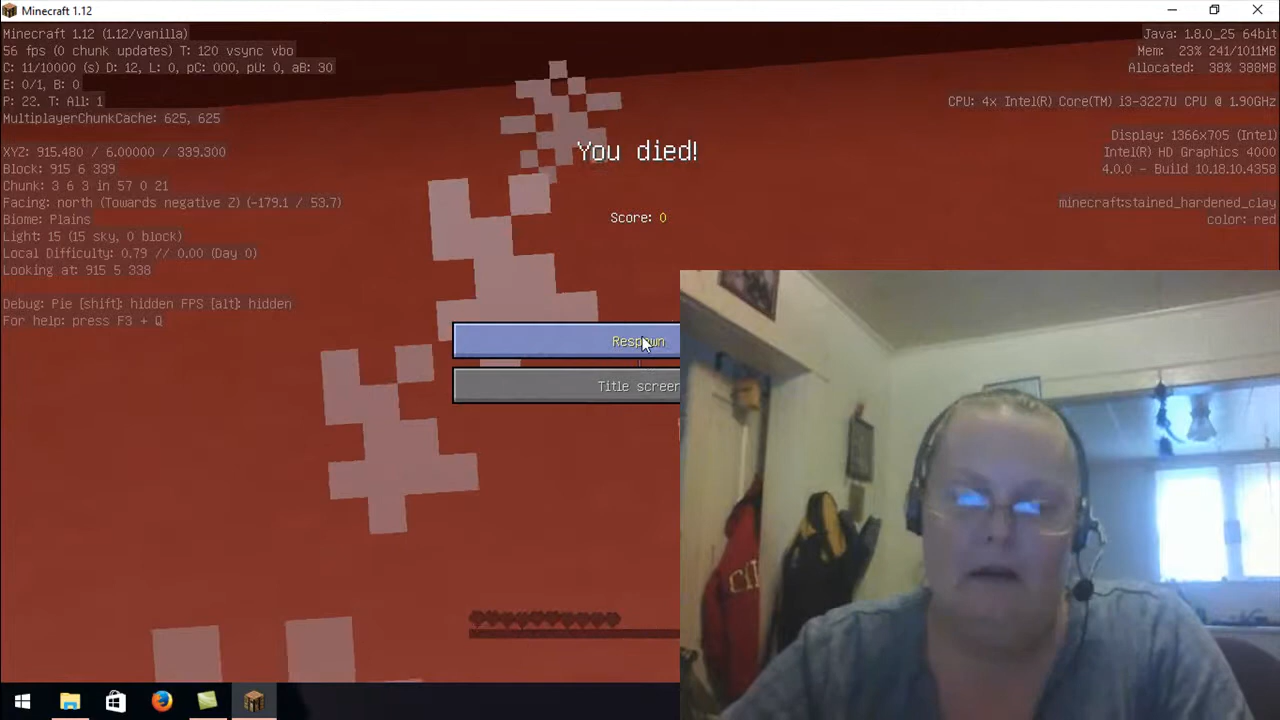 Minecraft 1.12
Minecraft 1.12 (1.12/vanilla)
56 fps (0 chunk updates) T: 120 vsync vbo
C: 11/10000 (s) D: 12, L: 0, pC: 000, pU: 0, aB: 30
E: 0/1, B: 0
P: 22. T: All: 1
MultiplayerChunkCache: 625, 625
XYZ: 915.480 / 6.00000 / 339.300
Block: 915 6 339
Chunk: 3 6 3 in 57 0 21
Facing: north (Towards negative Z) (-179.1 / 53.7)
Biome: Plains
Light: 15 (15 sky, 0 block)
Local Difficulty: 0.79 // 0.00 (Day 0)
Looking at: 915 5 338
Debug: Pie [shift]: hidden FPS [alt]: hidden
For help: press F3 + Q
Java: 1.8.0_25 64bit
Mem: 23% 241/1011MB
Allocated: 38% 388MB
CPU: 4x Intel(R) Core(TM) i3-3227U CPU @ 1.90GHz
Display: 1366x705 (Intel)
Intel(R) HD Graphics 4000
4.0.0 - Build 10.18.10.4358
minecraft:stained_hardened_clay
color: red
You died!
Score: 0
Respawn
Title screen